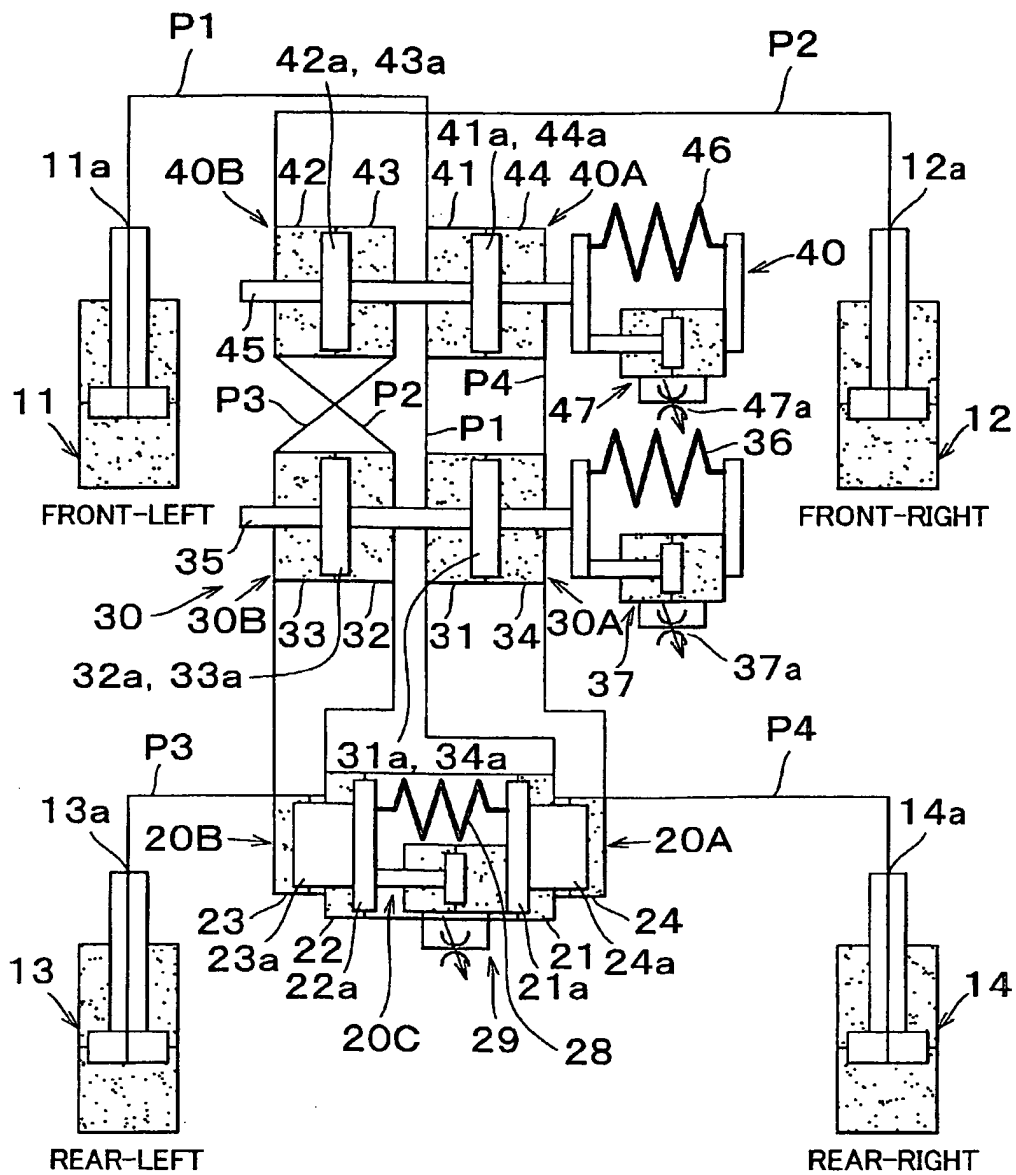 P1
P2
42a, 43a
41a, 44a
46
11a
40B
42
43
41
44
40A
12a
40
45
P3
P2
P4
P1
47
47a
36
11
12
FRONT-LEFT
FRONT-RIGHT
35
30
30B
33
32
31
34
30A
37
37a
32a, 33a
31a, 34a
P3
P4
13a
20B
20A
14a
23
23a
22
22a
21
21a
24
24a
13
14
20C
29
28
REAR-LEFT
REAR-RIGHT